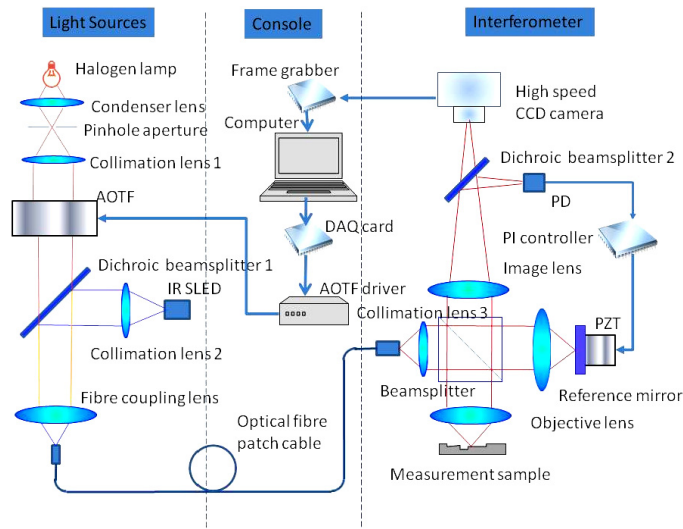 Light Sources
Console
Interferometer
Halogen lamp
Condenser lens
Pinhole aperture
Collimation lens 1
AOTF
Dichroic beamsplitter 1
IR SLED
Collimation lens 2
Fibre coupling lens
Optical fibre
patch cable
Frame grabber
Computer
DAQ card
AOTF driver
High speed
CCD camera
Dichroic beamsplitter 2
PD
PI controller
Image lens
Collimation lens 3
PZT
Beamsplitter
Reference mirror
Objective lens
Measurement sample